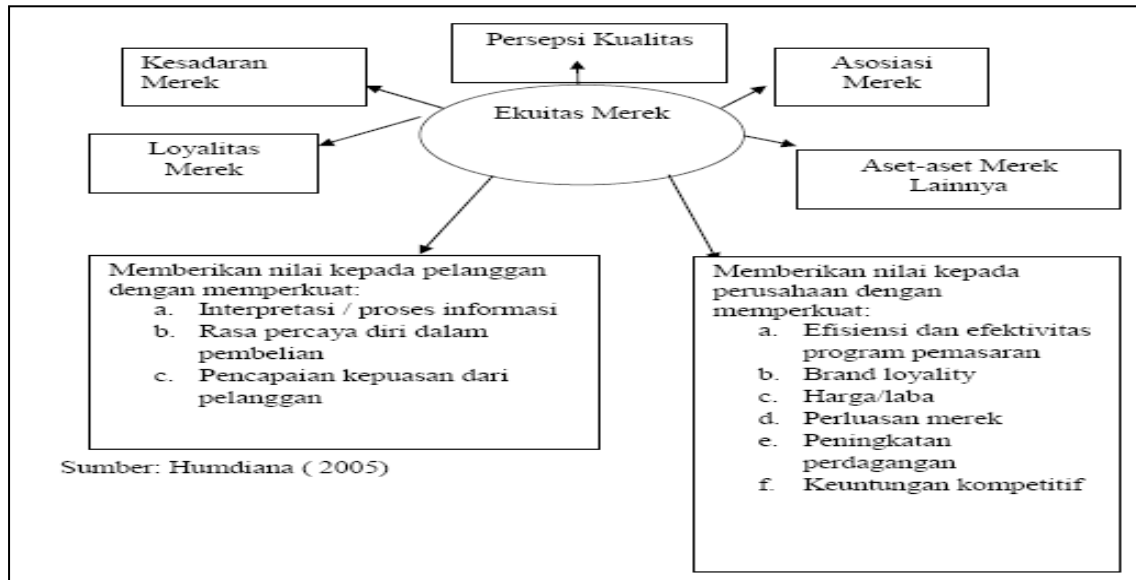 Persepsi Kualitas
Kesadaran
Merek
Asosiasi
Merek
Ekuitas Merek
Loyalitas
Merek
Aset-aset Merek
Lainnya
Memberikan nilai kepada pelanggan
dengan memperkuat:
a. Interpretasi / proses informasi
b. Rasa percaya diri dalam
pembelian
c. Pencapaian kepuasan dari
pelanggan
Memberikan nilai kepada
perusahaan dengan
memperkuat:
a. Efisiensi dan efektivitas
program pemasaran
b. Brand loyality
c. Harga/laba
d. Perluasan merek
e. Peningkatan
perdagangan
f. Keuntungan kompetitif
Sumber: Humdiana ( 2005)